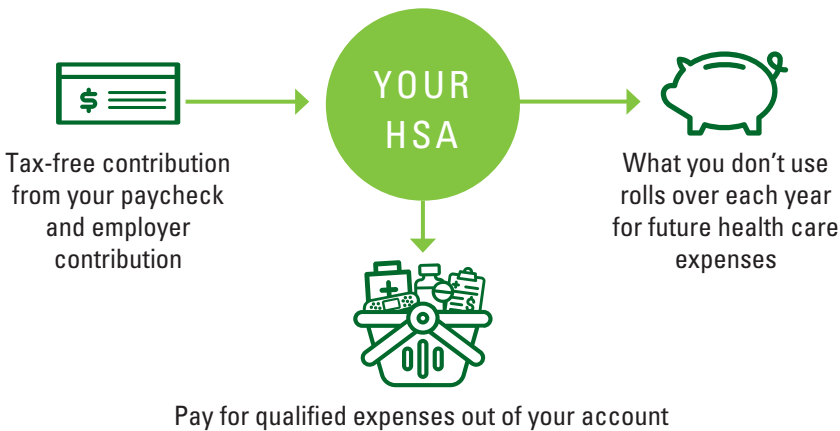 $
YOUR
HSA
Tax-free contribution
from your paycheck
and employer
contribution
What you don’t use
rolls over each year
for future health care
expenses
$
Pay for qualified expenses out of your account